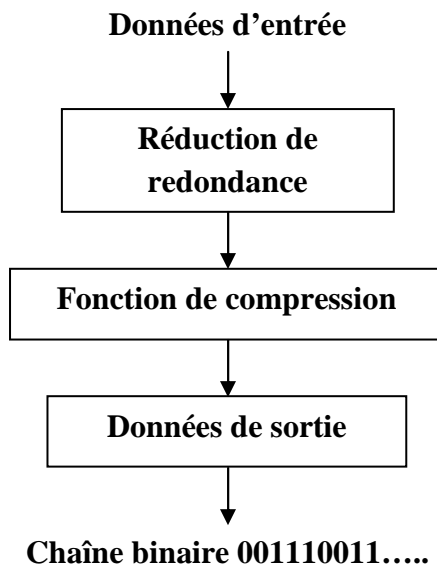 Données d’entrée
Réduction de
redondance
Fonction de compression
Données de sortie
Chaîne binaire 001110011…..